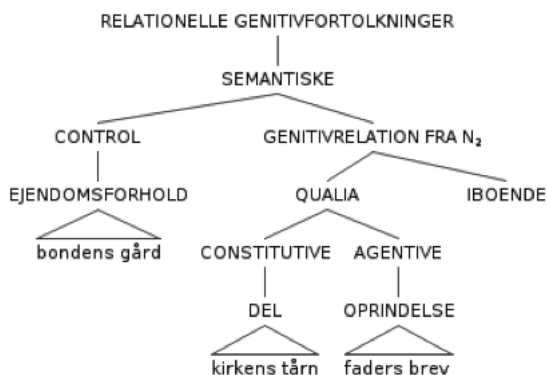 RELATIONELLE GENITIVFORTOLKNINGER
SEMANTISKE
CONTROL GENITIVRELATION FRA N₂
EJENDOMSFORHOLD QUALIA IBOENDE
bondens gård CONSTITUTIVE AGENTIVE
DEL OPRINDELSE
kirkens tårn faders brev